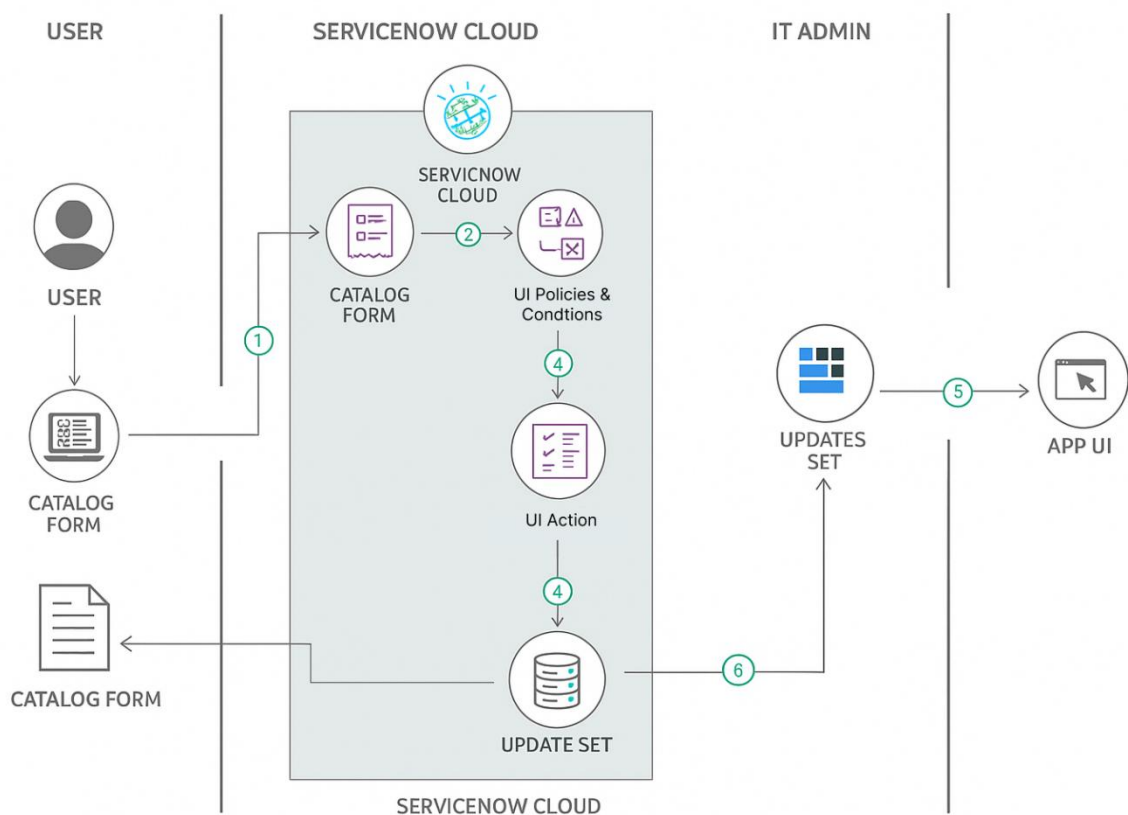 USER
SERVICENOW CLOUD
IT ADMIN
SERVICNOW
CLOUD
USER
CATALOG
FORM
2
UI Policies &
Condtions
1
4
5
CATALOG
FORM
UI Action
UPDATES
SET
APP UI
4
CATALOG FORM
6
UPDATE SET
SERVICENOW CLOUD